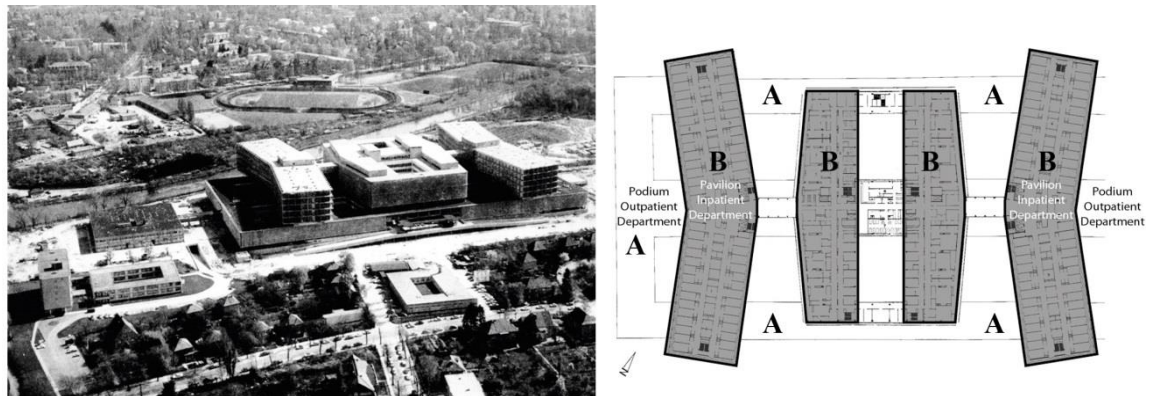 A
A
B
B
B
B
Pavilion
Inpatient
Department
Pavilion
Inpatient
Department
Podium
Outpatient
Department
Podium
Outpatient
Department
A
A
A
N